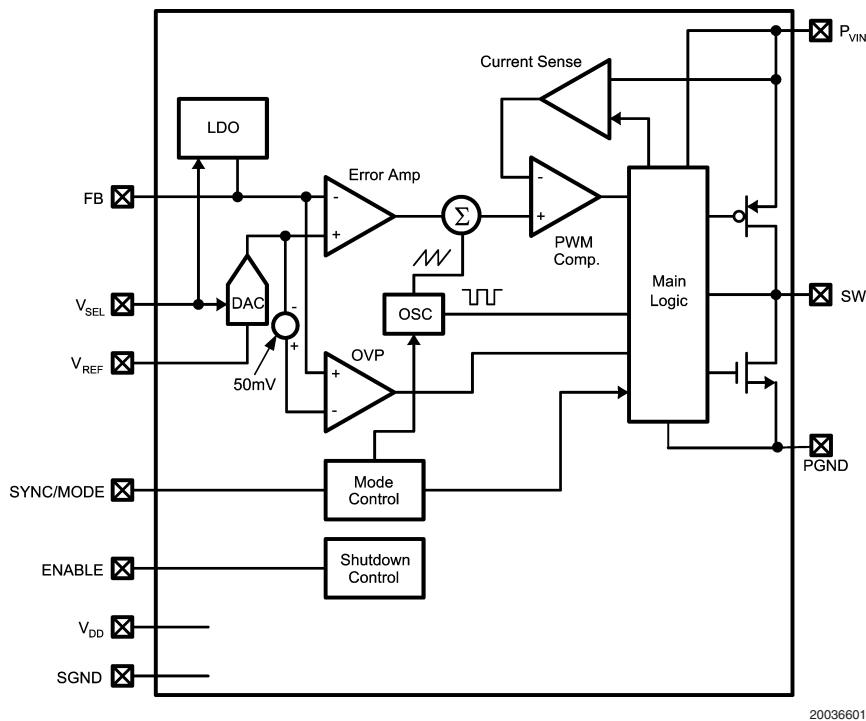 P_VIN
Current Sense
LDO
Error Amp
FB
-
+
Σ
-
+
PWM
Comp.
Main
Logic
V_SEL
DAC
-
+
OSC
SW
V_REF
50mV
OVP
+
-
PGND
SYNC/MODE
Mode
Control
ENABLE
Shutdown
Control
V_DD
SGND
20036601